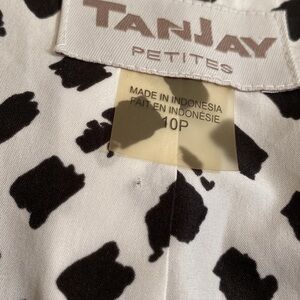 TANJAY
PETITES
MADE IN INDONESIA
FAIT EN INDONÉSIE
10P